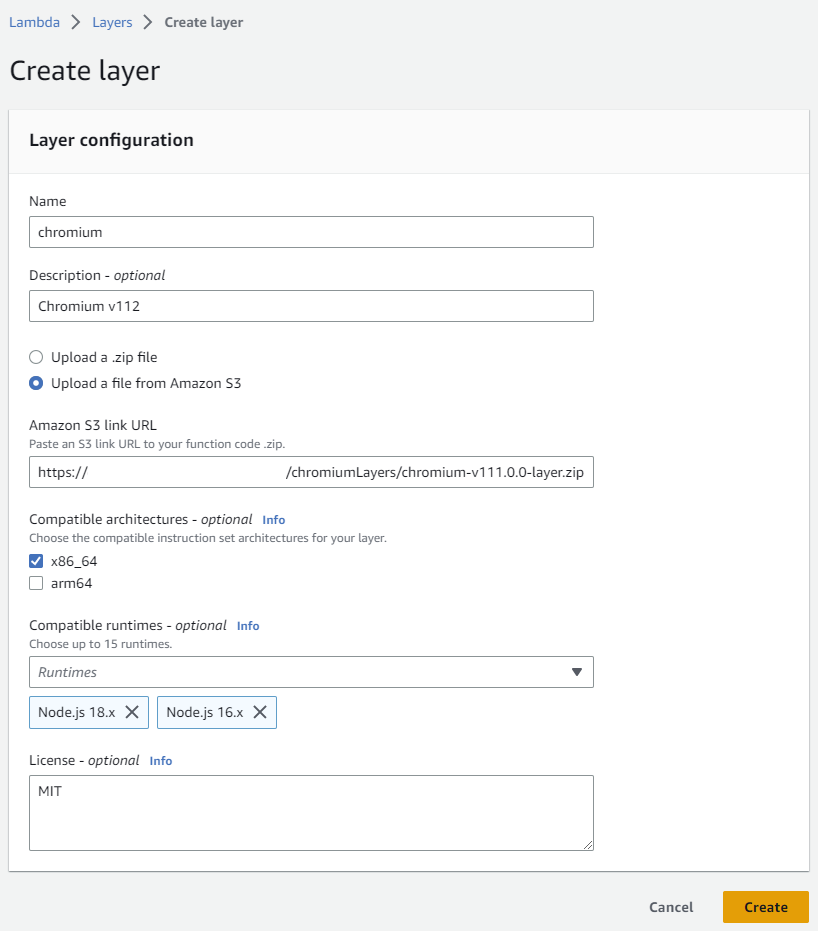 Lambda > Layers > Create layer
Create layer
Layer configuration
Name
chromium
Description - optional
Chromium v112
Upload a .zip file
Upload a file from Amazon S3
Amazon S3 link URL
Paste an S3 link URL to your function code .zip.
https:// /chromiumLayers/chromium-v111.0.0-layer.zip
Compatible architectures - optional Info
Choose the compatible instruction set architectures for your layer.
x86_64
arm64
Compatible runtimes - optional Info
Choose up to 15 runtimes.
Runtimes
Node.js 18.x Node.js 16.x
License - optional Info
MIT
Cancel Create